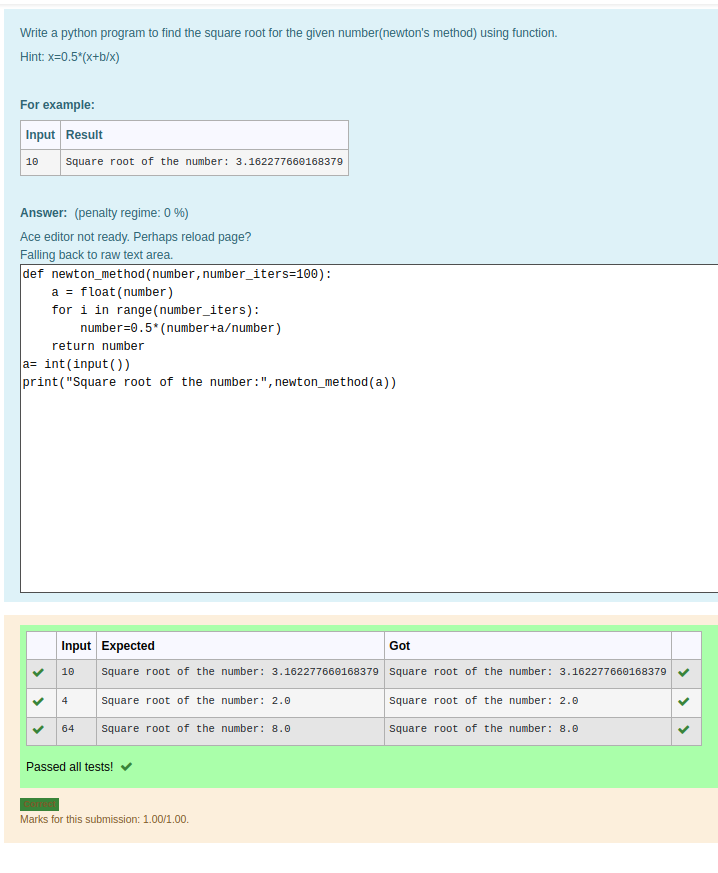 Write a python program to find the square root for the given number(newton's method) using function.
Hint: x=0.5*(x+b/x)
For example:
Input Result
10 Square root of the number: 3.162277660168379
Answer: (penalty regime: 0 %)
Ace editor not ready. Perhaps reload page?
Falling back to raw text area.
def newton_method(number,number_iters=100):
    a = float(number)
    for i in range(number_iters):
        number=0.5*(number+a/number)
    return number
a= int(input())
print("Square root of the number:",newton_method(a))
Input Expected Got
10 Square root of the number: 3.162277660168379 Square root of the number: 3.162277660168379
4 Square root of the number: 2.0 Square root of the number: 2.0
64 Square root of the number: 8.0 Square root of the number: 8.0
Passed all tests!
Correct
Marks for this submission: 1.00/1.00.